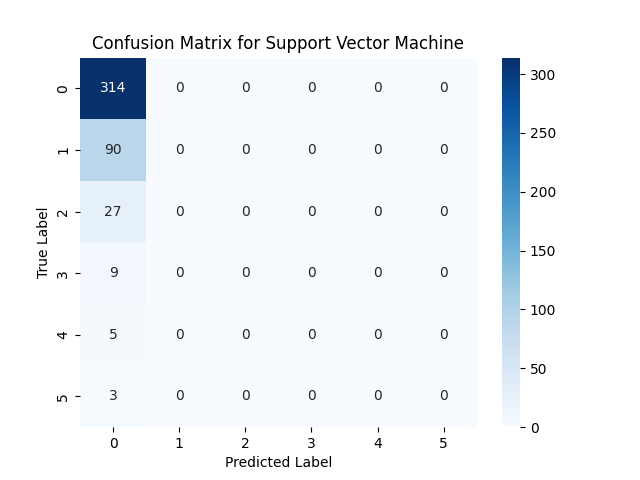 Confusion Matrix for Support Vector Machine
0 314 0 0 0 0 0
1 90 0 0 0 0 0
2 27 0 0 0 0 0
3 9 0 0 0 0 0
4 5 0 0 0 0 0
5 3 0 0 0 0 0
0 1 2 3 4 5
Predicted Label
True Label
300
250
200
150
100
50
0